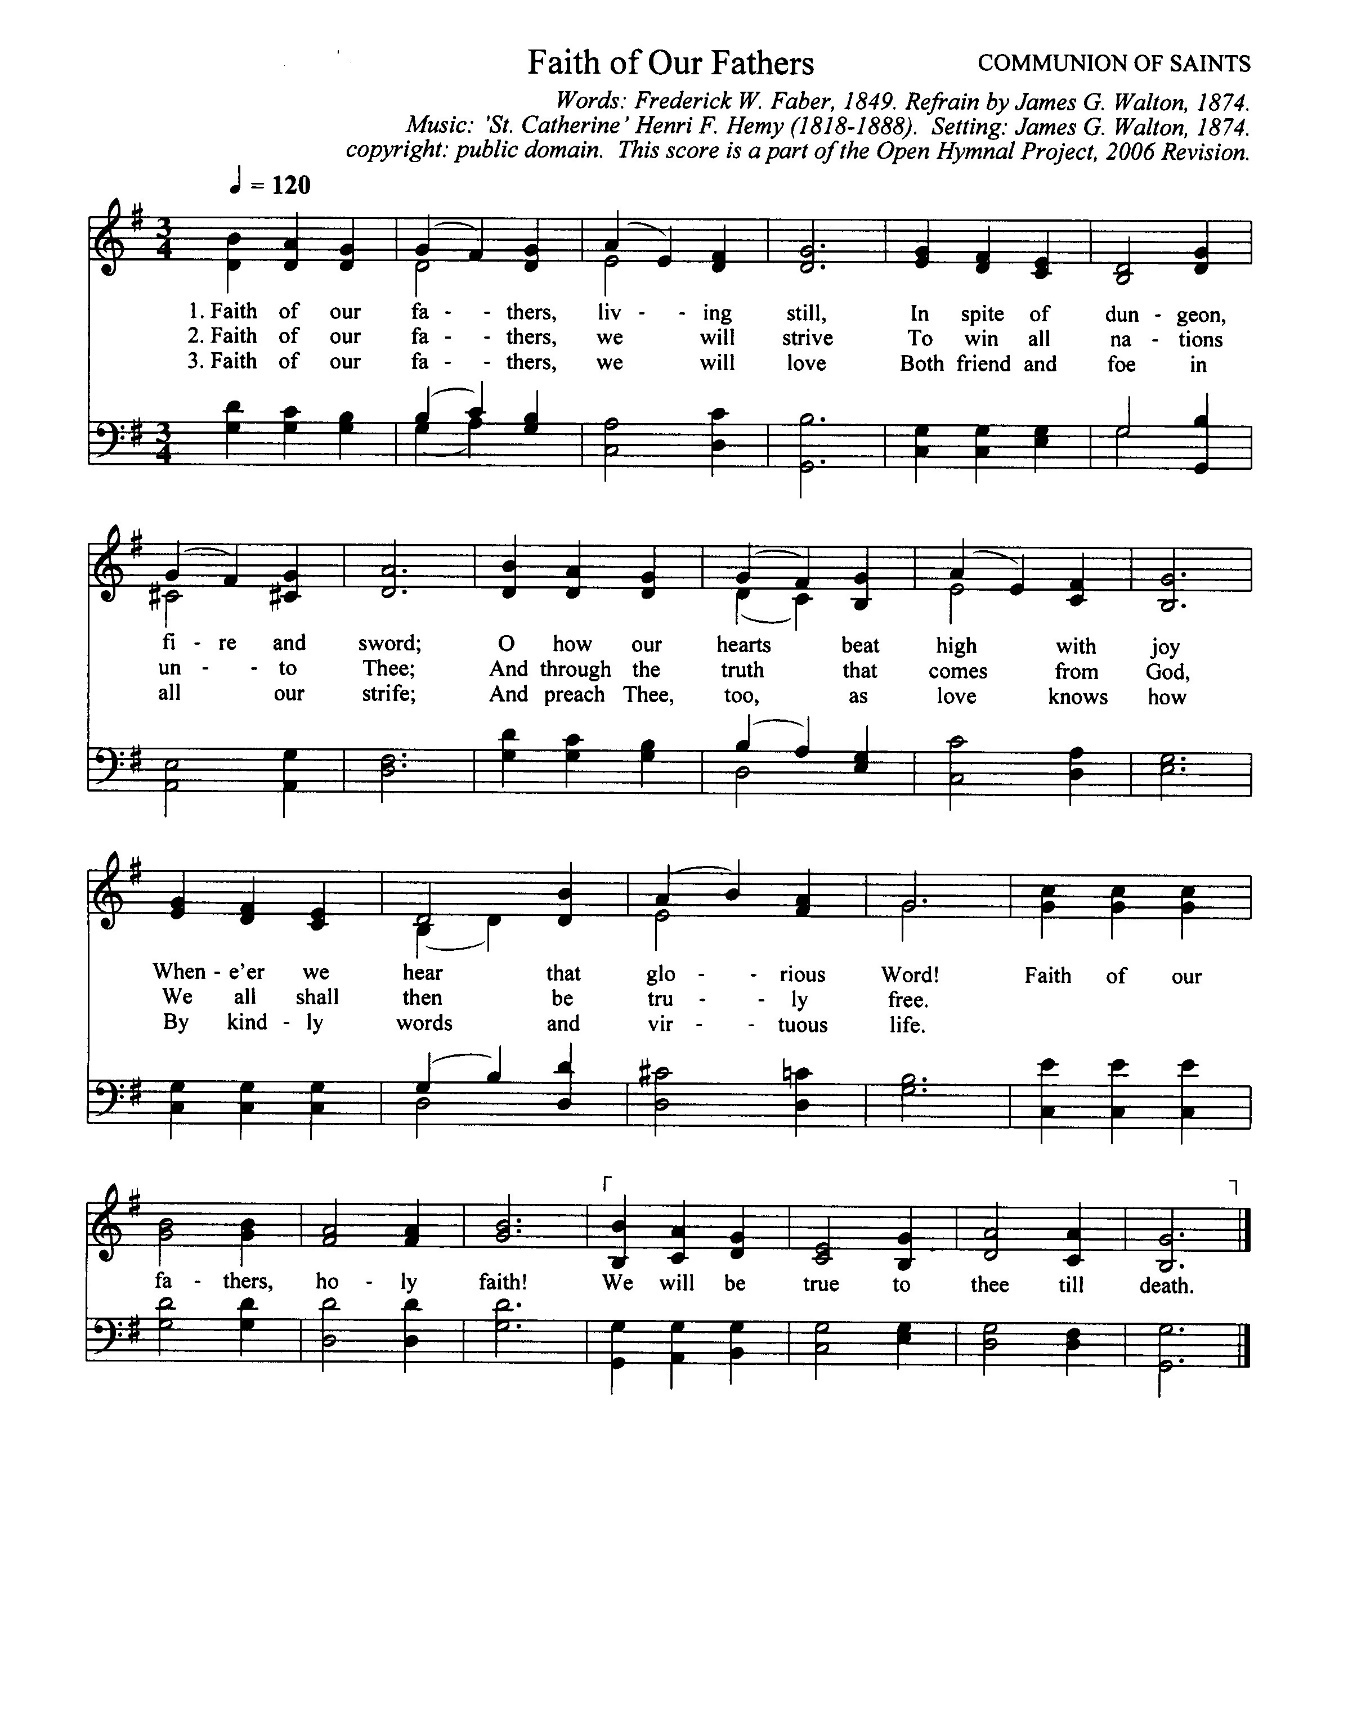 Faith of Our Fathers
COMMUNION OF SAINTS
Words: Frederick W. Faber, 1849. Refrain by James G. Walton, 1874.
Music: 'St. Catherine' Henri F. Hemy (1818-1888). Setting: James G. Walton, 1874.
copyright: public domain. This score is a part of the Open Hymnal Project, 2006 Revision.
= 120
3
4
1. Faith of our fa - - thers, liv - - ing still, In spite of dun - geon,
2. Faith of our fa - - thers, we will strive To win all na - tions
3. Faith of our fa - - thers, we will love Both friend and foe in
3
4
fi - re and sword; O how our hearts beat high with joy
un - - to Thee; And through the truth that comes from God,
all our strife; And preach Thee, too, as love knows how
When - e'er we hear that glo - - rious Word! Faith of our
We all shall then be tru - - ly free.
By kind - ly words and vir - - tuous life.
fa - thers, ho - ly faith! We will be true to thee till death.